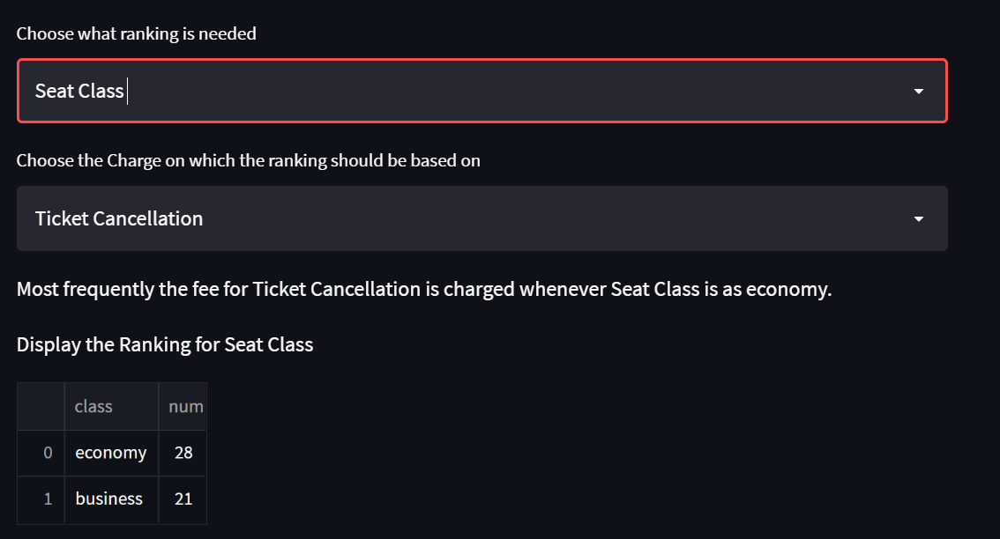 Choose what ranking is needed
Seat Class
Choose the Charge on which the ranking should be based on
Ticket Cancellation
Most frequently the fee for Ticket Cancellation is charged whenever Seat Class is as economy.
Display the Ranking for Seat Class
class num
0 economy 28
1 business 21